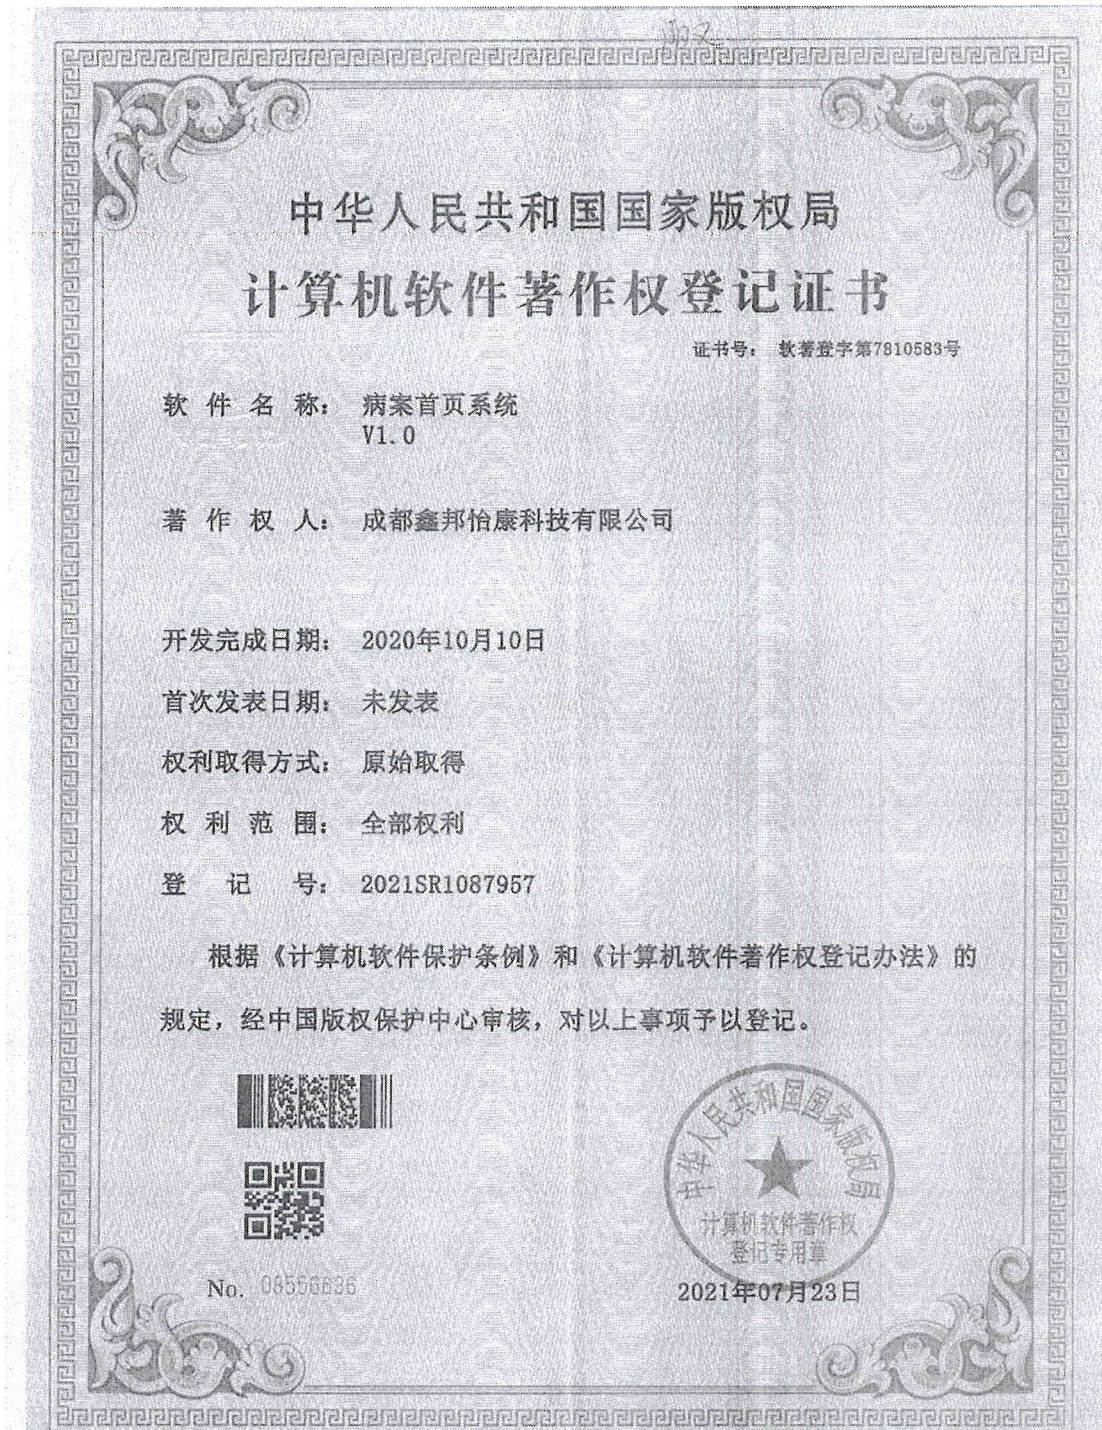 中华人民共和国国家版权局
计算机软件著作权登记证书
证书号： 软著登字第7810583号
软件名称： 病案首页系统
V1.0
著作权人： 成都鑫邦怡康科技有限公司
开发完成日期： 2020年10月10日
首次发表日期： 未发表
权利取得方式： 原始取得
权利范围： 全部权利
登记号： 2021SR1087957
根据《计算机软件保护条例》和《计算机软件著作权登记办法》的
规定，经中国版权保护中心审核，对以上事项予以登记。
中华人民共和国国家版权局
计算机软件著作权
登记专用章
No. 08556636
2021年07月23日